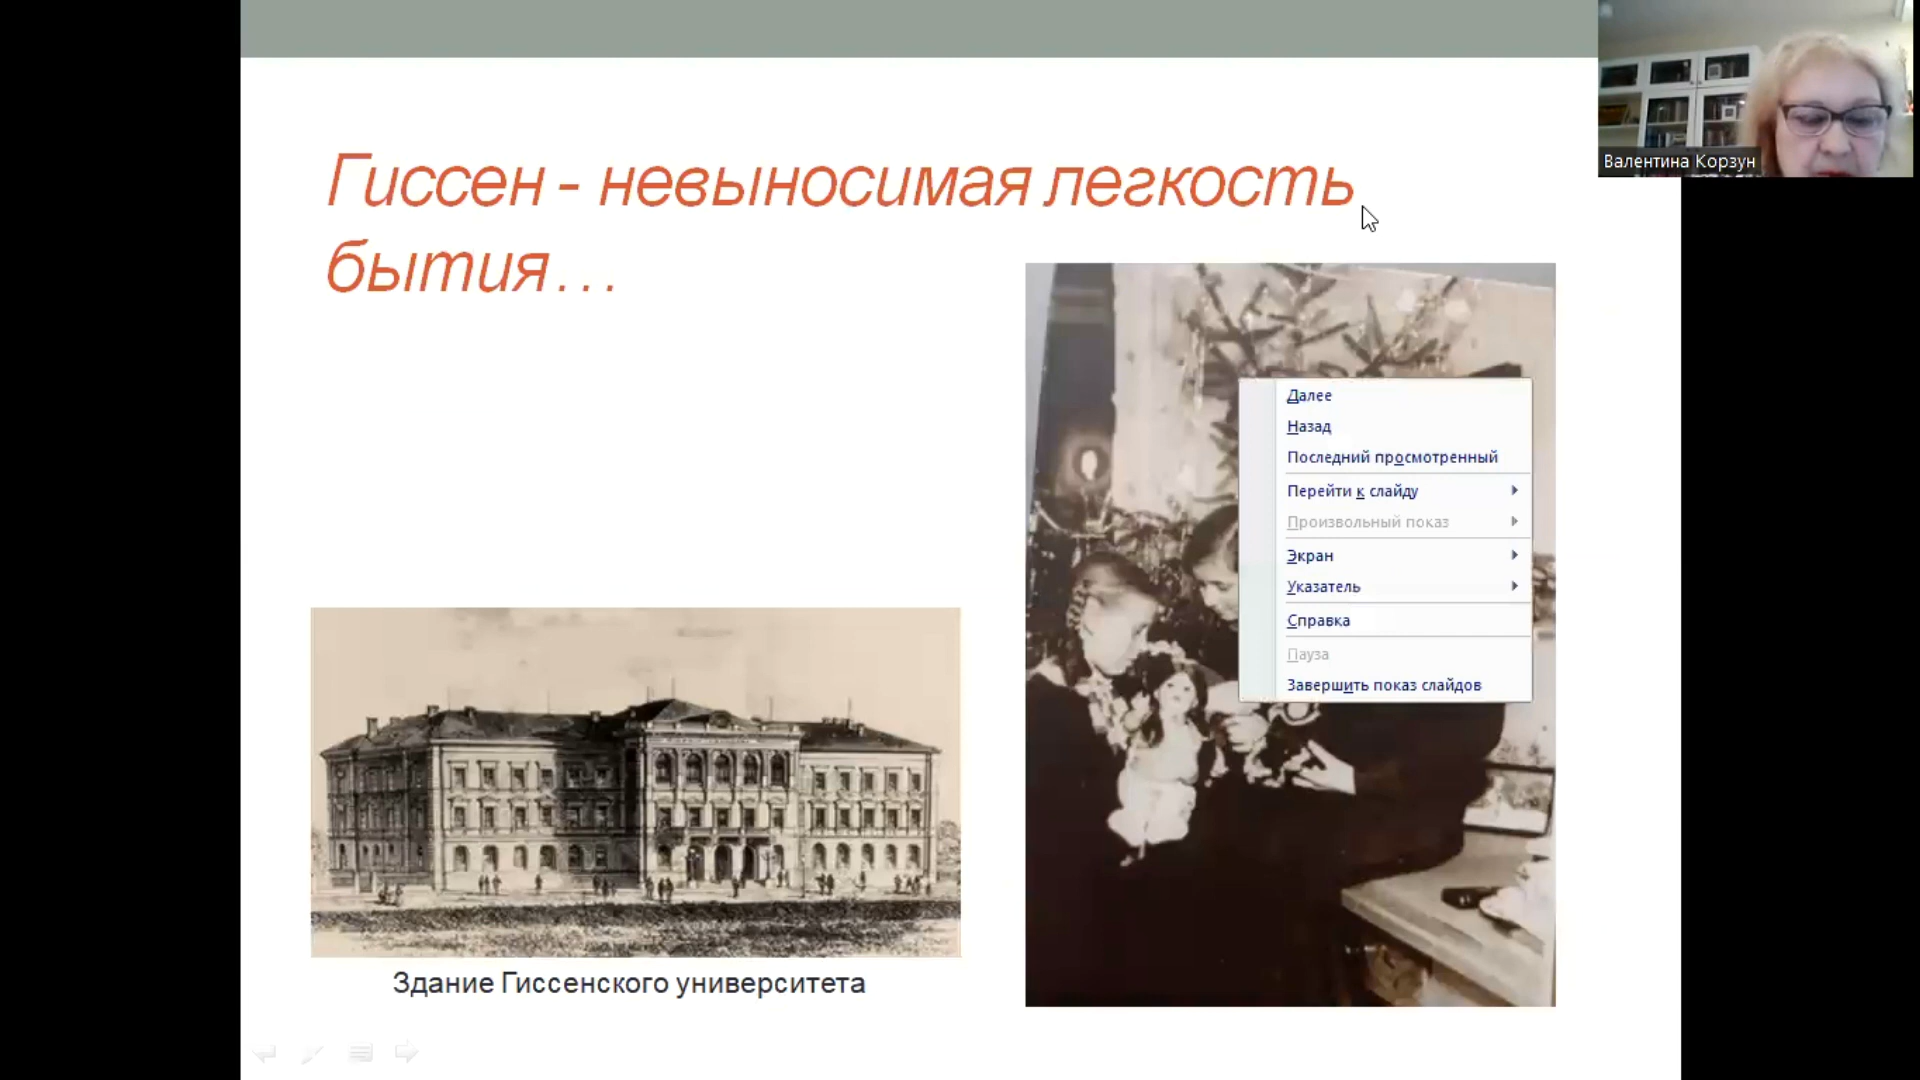 Гиссен - невыносимая легкость
бытия...
Валентина Корзун
Далее
Назад
Последний просмотренный
Перейти к слайду
Произвольный показ
Экран
Указатель
Справка
Пауза
Завершить показ слайдов
Здание Гиссенского университета